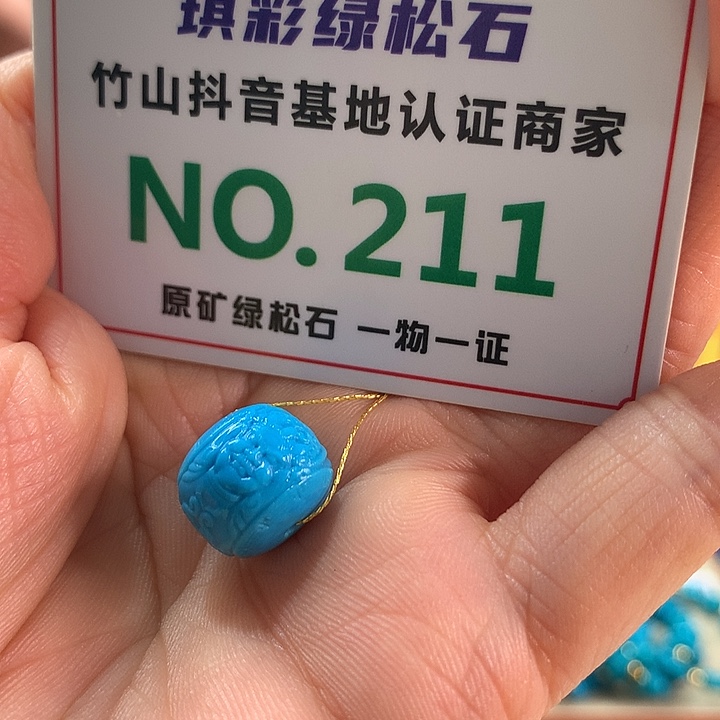 琪彩绿松石
竹山抖音基地认证商家
NO.211
原矿绿松石 一物一证